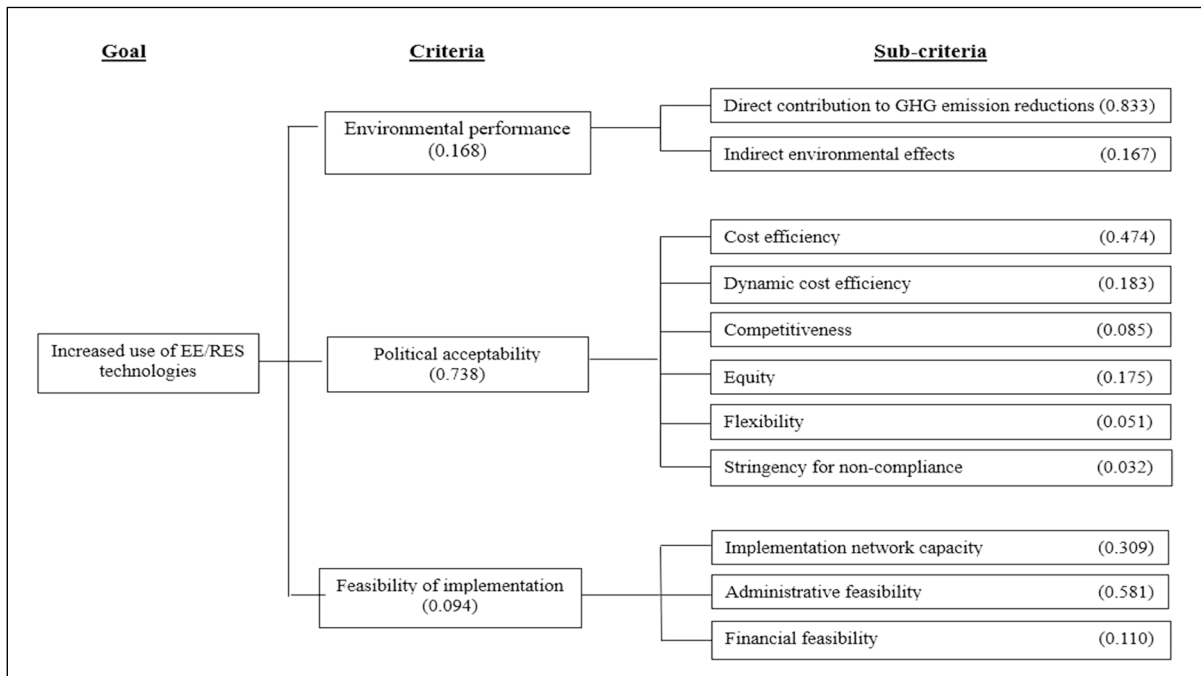 Goal
Criteria
Sub-criteria
Increased use of EE/RES
technologies
Environmental performance
(0.168)
Direct contribution to GHG emission reductions (0.833)
Indirect environmental effects (0.167)
Political acceptability
(0.738)
Cost efficiency (0.474)
Dynamic cost efficiency (0.183)
Competitiveness (0.085)
Equity (0.175)
Flexibility (0.051)
Stringency for non-compliance (0.032)
Feasibility of implementation
(0.094)
Implementation network capacity (0.309)
Administrative feasibility (0.581)
Financial feasibility (0.110)